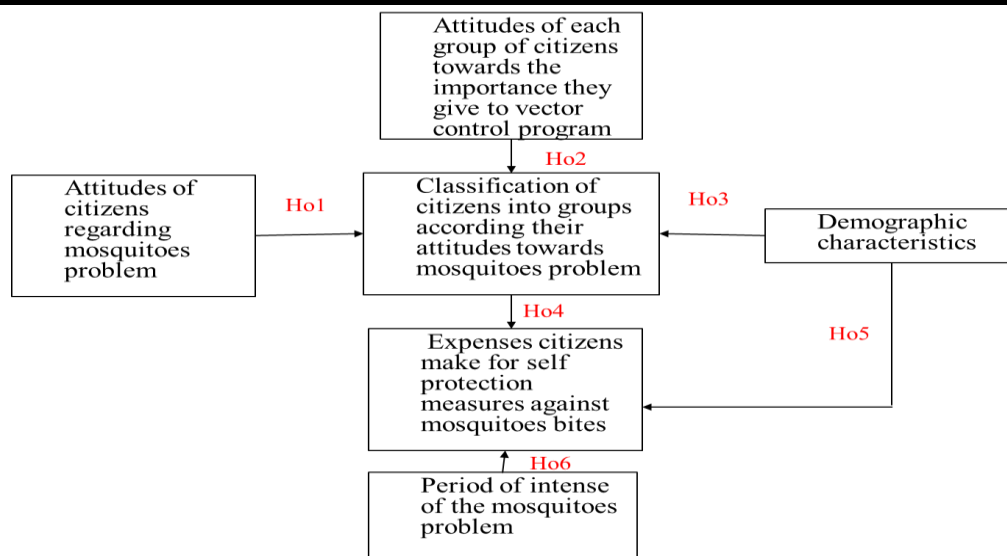 Attitudes of each
group of citizens
towards the
importance they
give to vector
control program
Ho2
Attitudes of
citizens
regarding
mosquitoes
problem
Ho1
Classification of
citizens into groups
according their
attitudes towards
mosquitoes problem
Ho3
Demographic
characteristics
Ho4
Ho5
Expenses citizens
make for self
protection
measures against
mosquitoes bites
Ho6
Period of intense
of the mosquitoes
problem